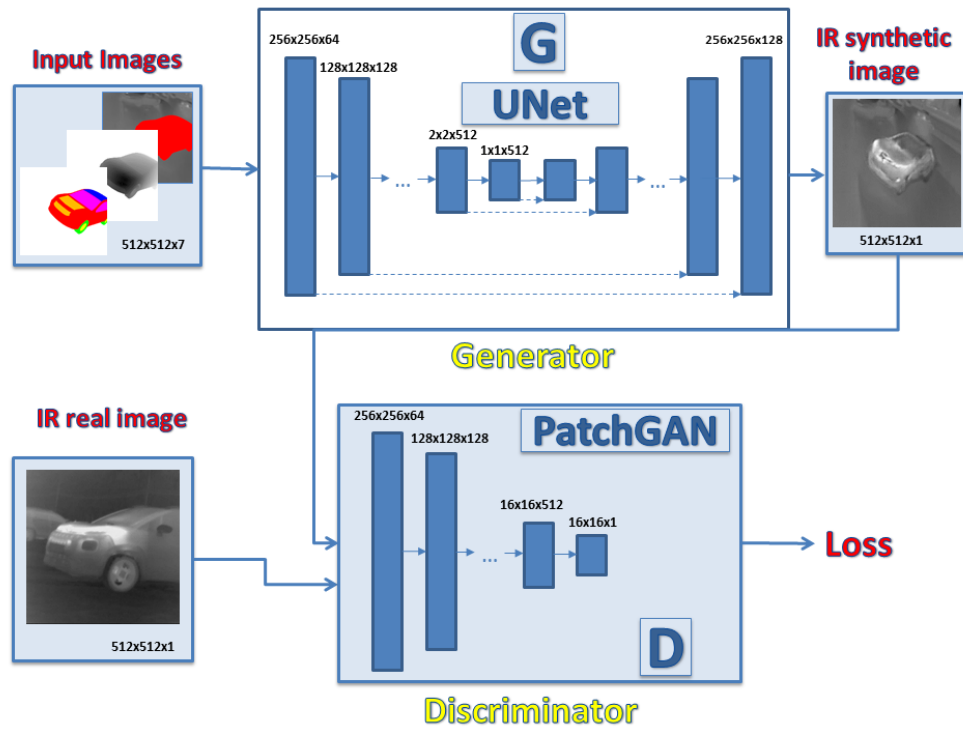 Input Images
512x512x7
256x256x64
128x128x128
...
2x2x512
1x1x512
...
256x256x128
G
UNet
Generator
IR synthetic
image
512x512x1
IR real image
512x512x1
256x256x64
128x128x128
...
16x16x512
16x16x1
PatchGAN
D
Discriminator
Loss